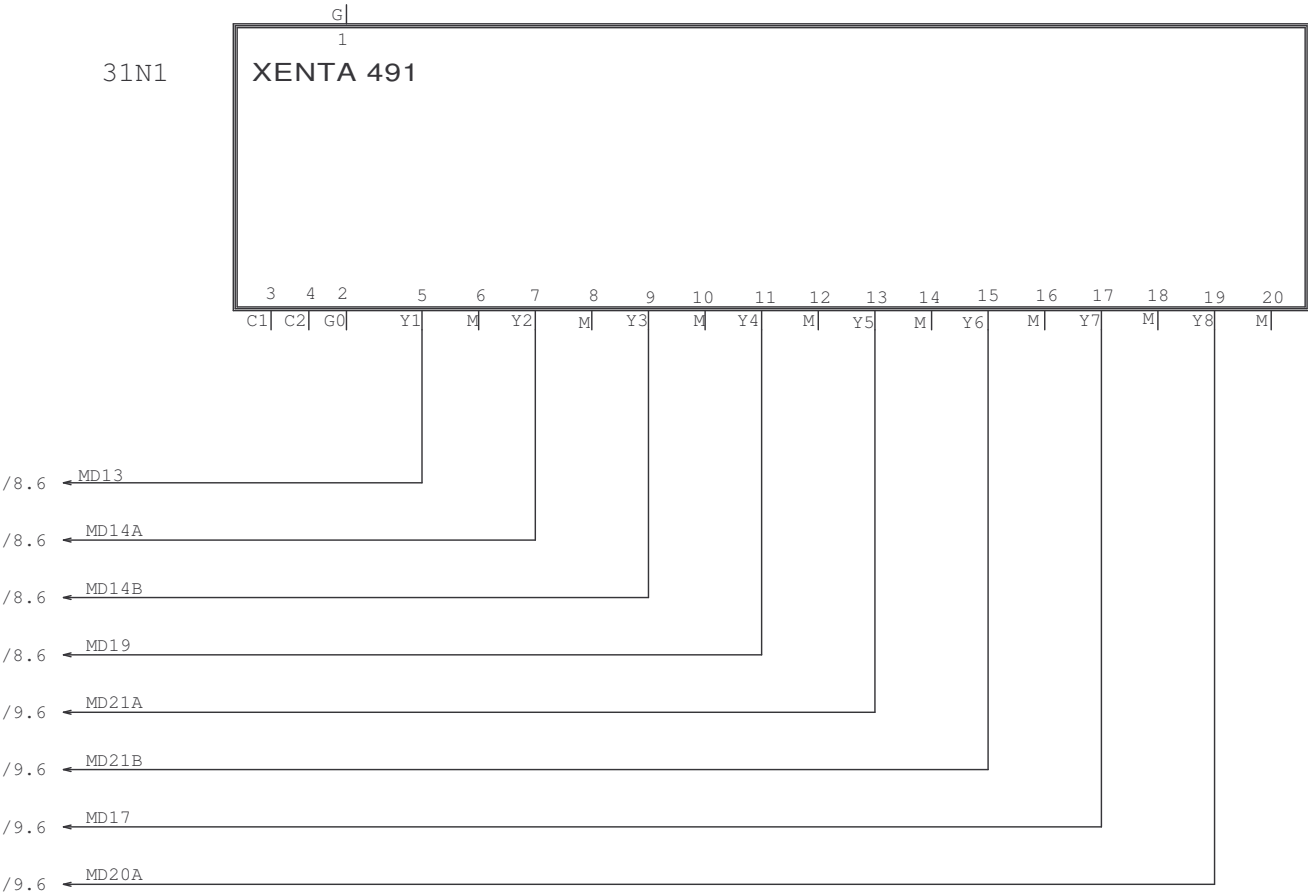 G
1
31N1 XENTA 491
3 4 2 5 6 7 8 9 10 11 12 13 14 15 16 17 18 19 20
C1 C2 G0 Y1 M Y2 M Y3 M Y4 M Y5 M Y6 M Y7 M Y8 M
/8.6 MD13
/8.6 MD14A
/8.6 MD14B
/8.6 MD19
/9.6 MD21A
/9.6 MD21B
/9.6 MD17
/9.6 MD20A